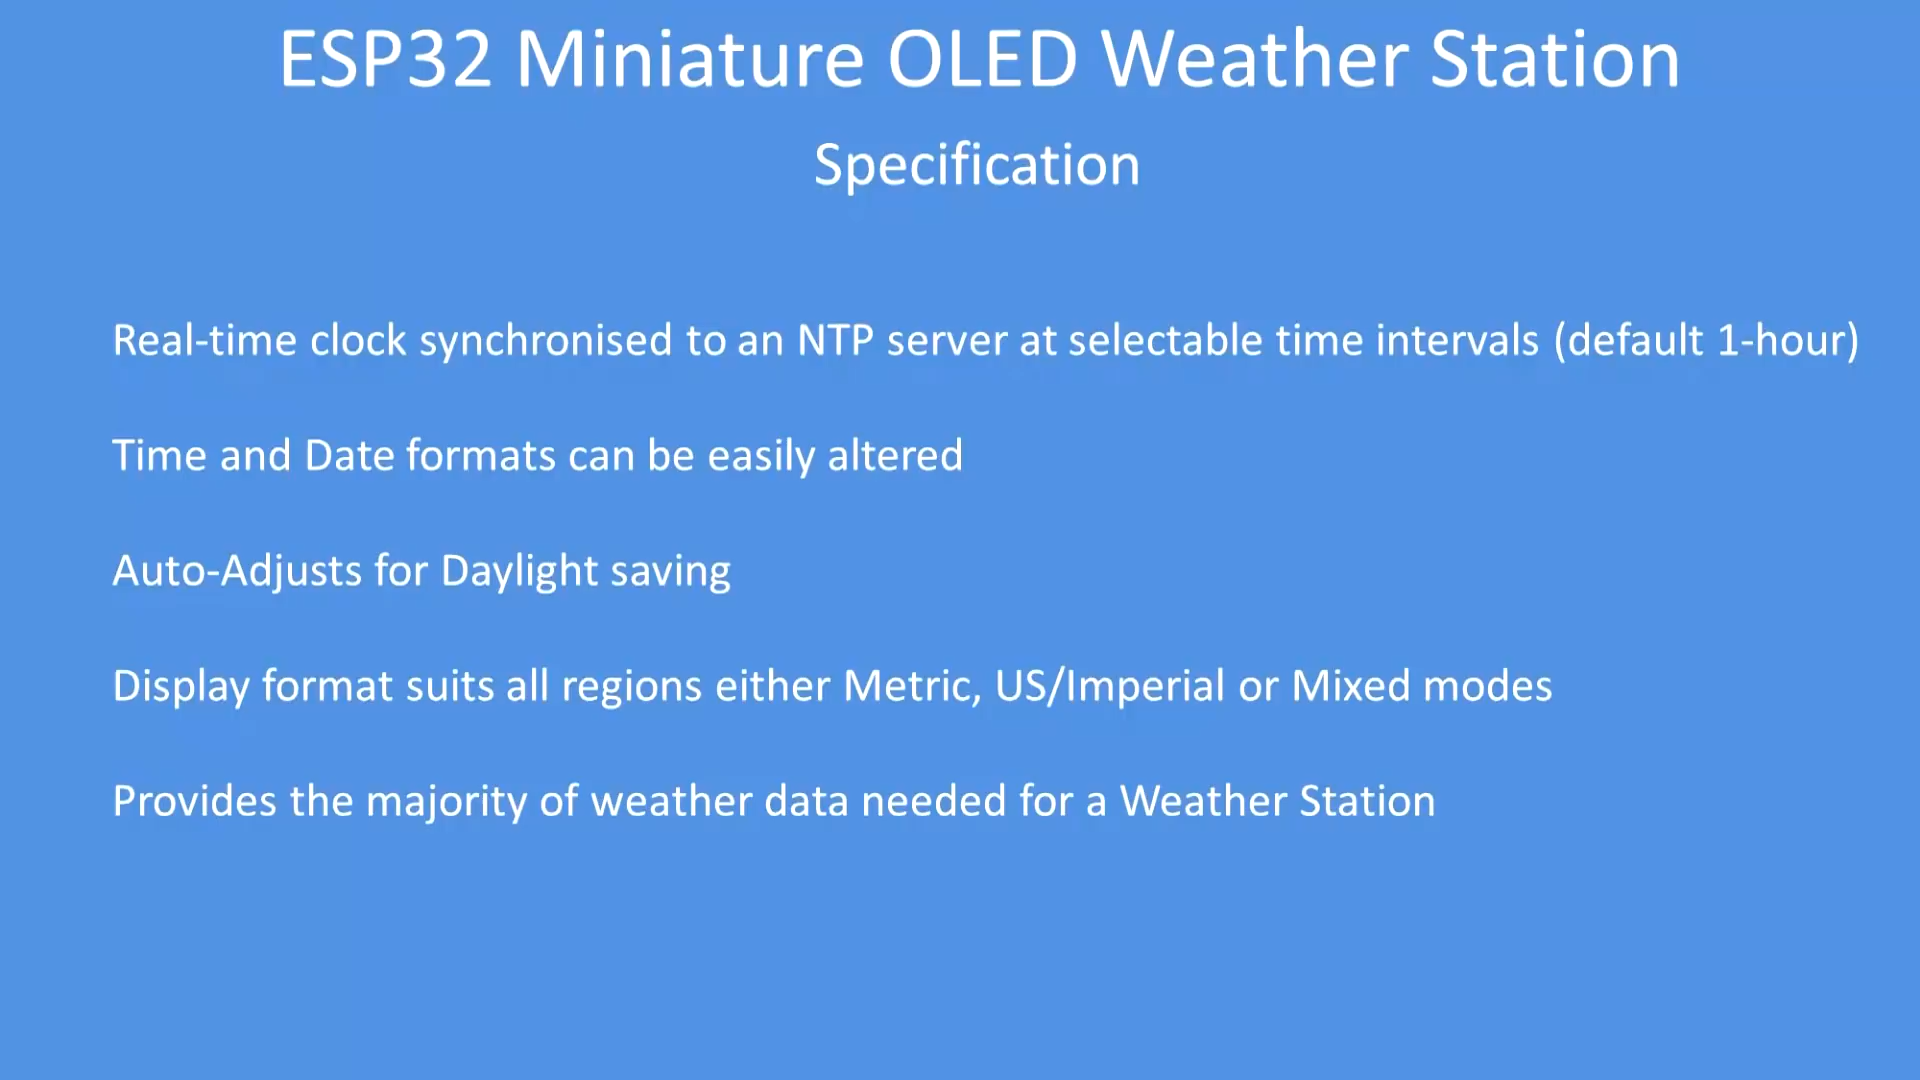 ESP32 Miniature OLED Weather Station
Specification
Real-time clock synchronised to an NTP server at selectable time intervals (default 1-hour)
Time and Date formats can be easily altered
Auto-Adjusts for Daylight saving
Display format suits all regions either Metric, US/Imperial or Mixed modes
Provides the majority of weather data needed for a Weather Station